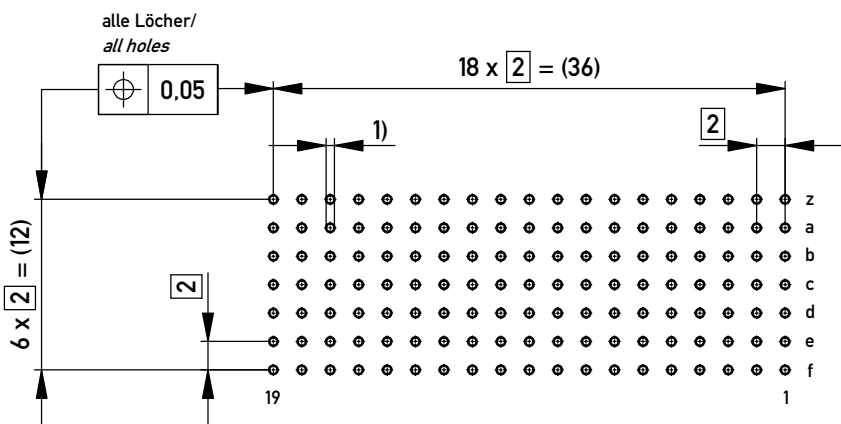 alle Löcher/
all holes
⌖ 0,05
18 x 2 = (36)
1)
2
6 x 2 = (12)
2
z
a
b
c
d
e
f
19
1